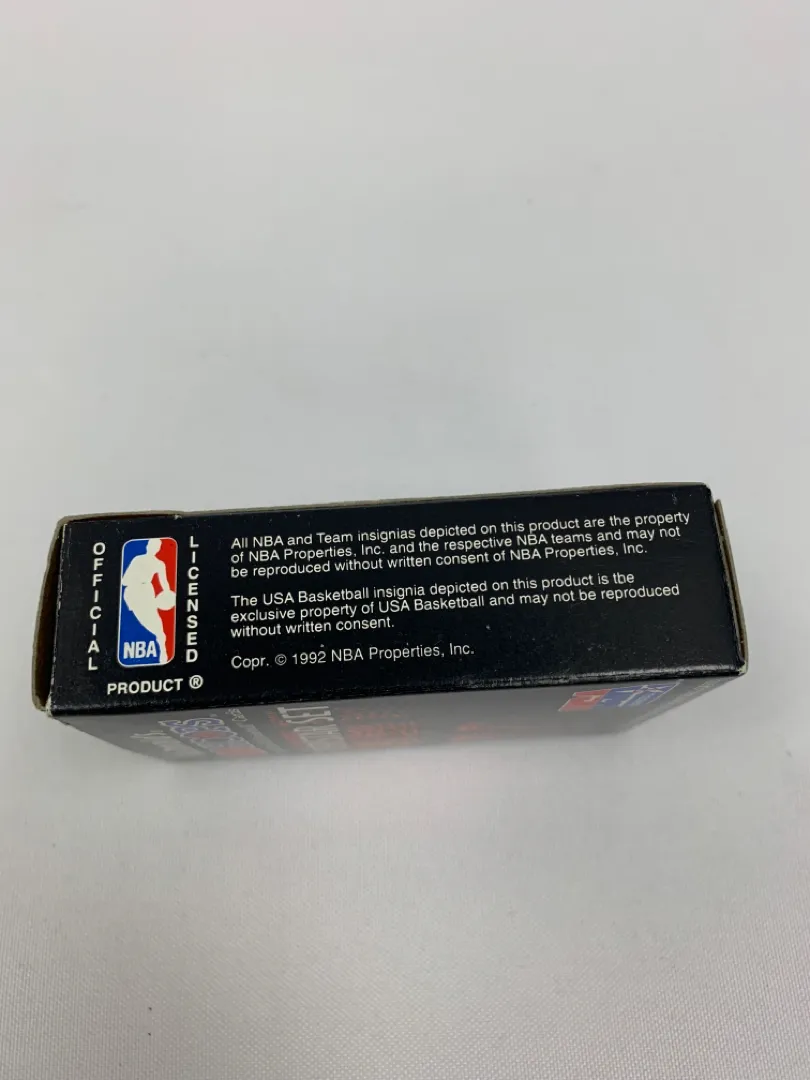 OFFICIAL
NBA
LICENSED
PRODUCT ®
All NBA and Team insignias depicted on this product are the property
of NBA Properties, Inc. and the respective NBA teams and may not
be reproduced without written consent of NBA Properties, Inc.
The USA Basketball insignia depicted on this product is the
exclusive property of USA Basketball and may not be reproduced
without written consent.
Copr. © 1992 NBA Properties, Inc.